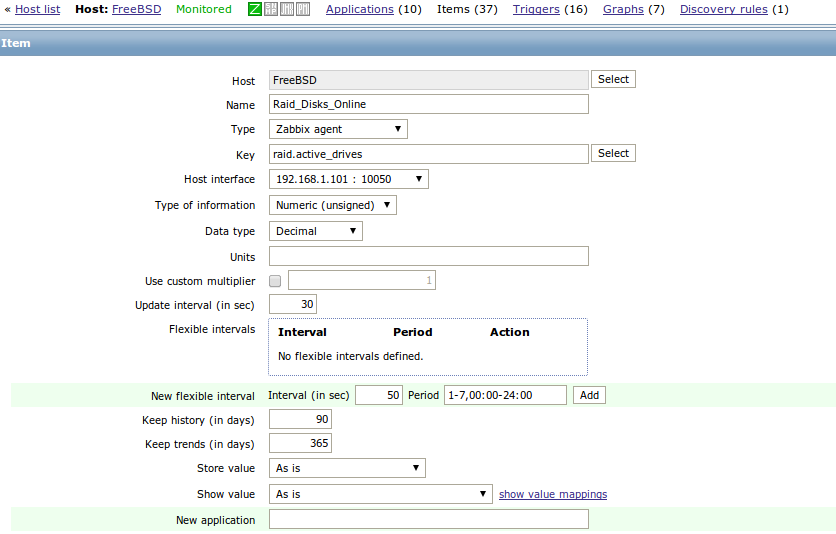 « Host list Host: FreeBSD Monitored Z SNMP JMX IPMI Applications (10) Items (37) Triggers (16) Graphs (7) Discovery rules (1)
Item
Host FreeBSD Select
Name Raid_Disks_Online
Type Zabbix agent
Key raid.active_drives Select
Host interface 192.168.1.101 : 10050
Type of information Numeric (unsigned)
Data type Decimal
Units
Use custom multiplier 1
Update interval (in sec) 30
Flexible intervals Interval Period Action
No flexible intervals defined.
New flexible interval Interval (in sec) 50 Period 1-7,00:00-24:00 Add
Keep history (in days) 90
Keep trends (in days) 365
Store value As is
Show value As is show value mappings
New application